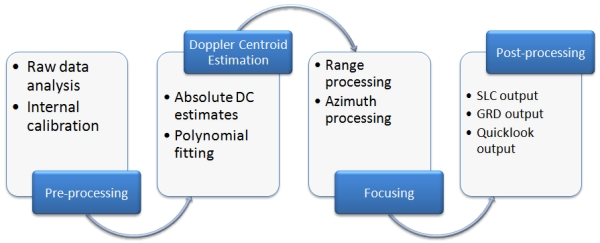 • Raw data
analysis
• Internal
calibration
Pre-processing
Doppler Centroid
Estimation
• Absolute DC
estimates
• Polynomial
fitting
• Range
processing
• Azimuth
processing
Focusing
Post-processing
• SLC output
• GRD output
• Quicklook
output